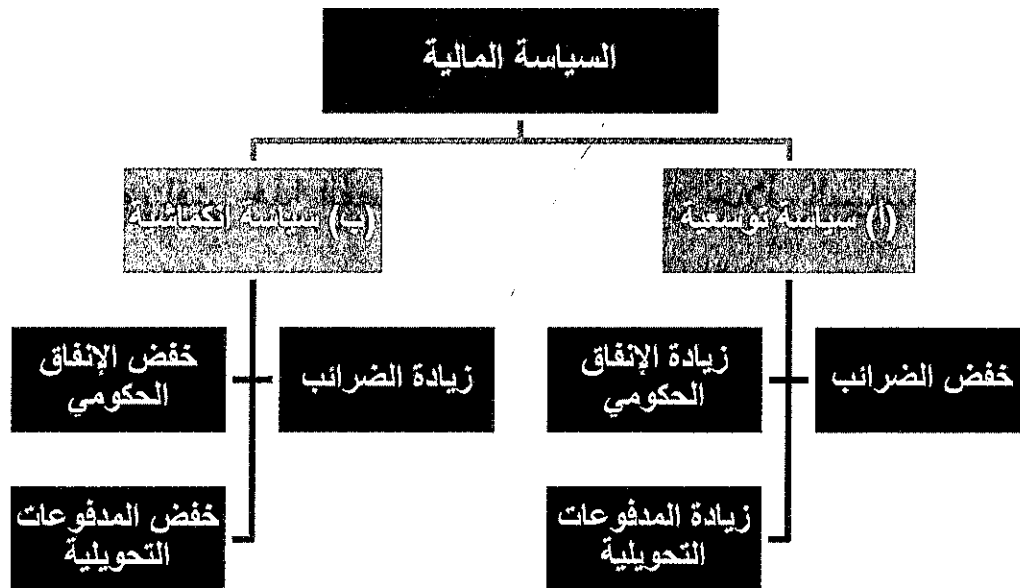 السياسة المالية
(أ) سياسة توسعية
(ب) سياسة انكماشية
خفض الضرائب
زيادة الإنفاق
الحكومي
زيادة الضرائب
خفض الإنفاق
الحكومي
زيادة المدفوعات
التحويلية
خفض المدفوعات
التحويلية